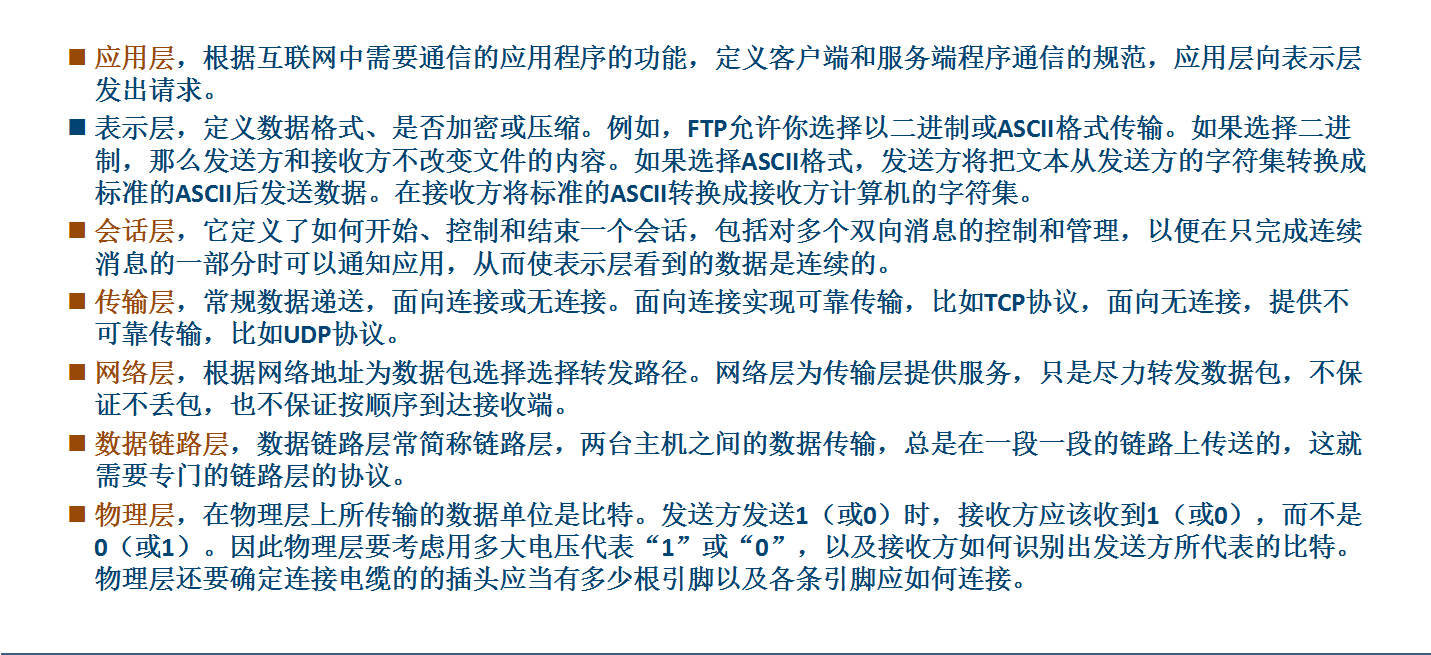 ■ 应用层，根据互联网中需要通信的应用程序的功能，定义客户端和服务端程序通信的规范，应用层向表示层
发出请求。
■ 表示层，定义数据格式、是否加密或压缩。例如，FTP允许你选择以二进制或ASCII格式传输。如果选择二进
制，那么发送方和接收方不改变文件的内容。如果选择ASCII格式，发送方将把文本从发送方的字符集转换成
标准的ASCII后发送数据。在接收方将标准的ASCII转换成接收方计算机的字符集。
■ 会话层，它定义了如何开始、控制和结束一个会话，包括对多个双向消息的控制和管理，以便在只完成连续
消息的一部分时可以通知应用，从而使表示层看到的数据是连续的。
■ 传输层，常规数据递送，面向连接或无连接。面向连接实现可靠传输，比如TCP协议，面向无连接，提供不
可靠传输，比如UDP协议。
■ 网络层，根据网络地址为数据包选择选择转发路径。网络层为传输层提供服务，只是尽力转发数据包，不保
证不丢包，也不保证按顺序到达接收端。
■ 数据链路层，数据链路层常简称链路层，两台主机之间的数据传输，总是在一段一段的链路上传送的，这就
需要专门的链路层的协议。
■ 物理层，在物理层上所传输的数据单位是比特。发送方发送1（或0）时，接收方应该收到1（或0），而不是
0（或1）。因此物理层要考虑用多大电压代表“1”或“0”，以及接收方如何识别出发送方所代表的比特。
物理层还要确定连接电缆的的插头应当有多少根引脚以及各条引脚应如何连接。